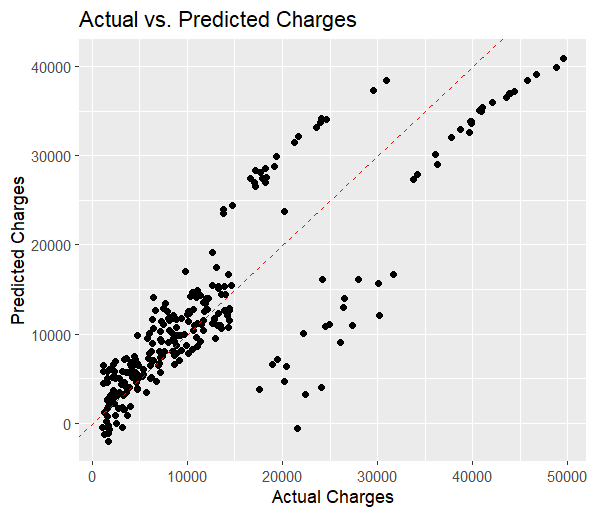 Actual vs. Predicted Charges
Predicted Charges
40000
30000
20000
10000
0
0 10000 20000 30000 40000 50000
Actual Charges